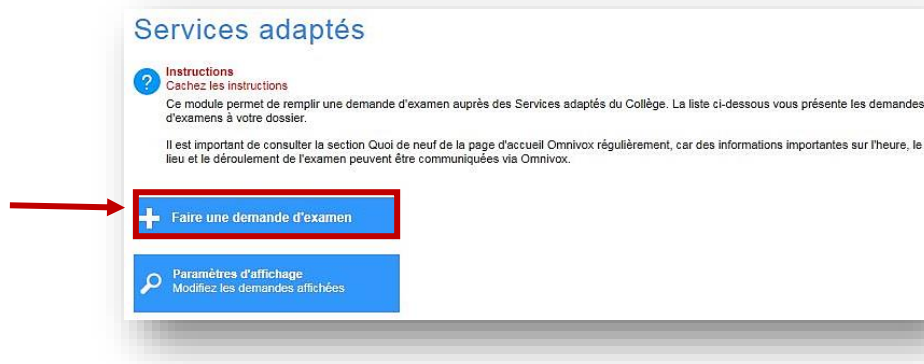 Services adaptés
Instructions
Cachez les instructions
Ce module permet de remplir une demande d'examen auprès des Services adaptés du Collège. La liste ci-dessous vous présente les demandes
d'examens à votre dossier.
Il est important de consulter la section Quoi de neuf de la page d'accueil Omnivox régulièrement, car des informations importantes sur l'heure, le
lieu et le déroulement de l'examen peuvent être communiquées via Omnivox.
Faire une demande d'examen
Paramètres d'affichage
Modifiez les demandes affichées